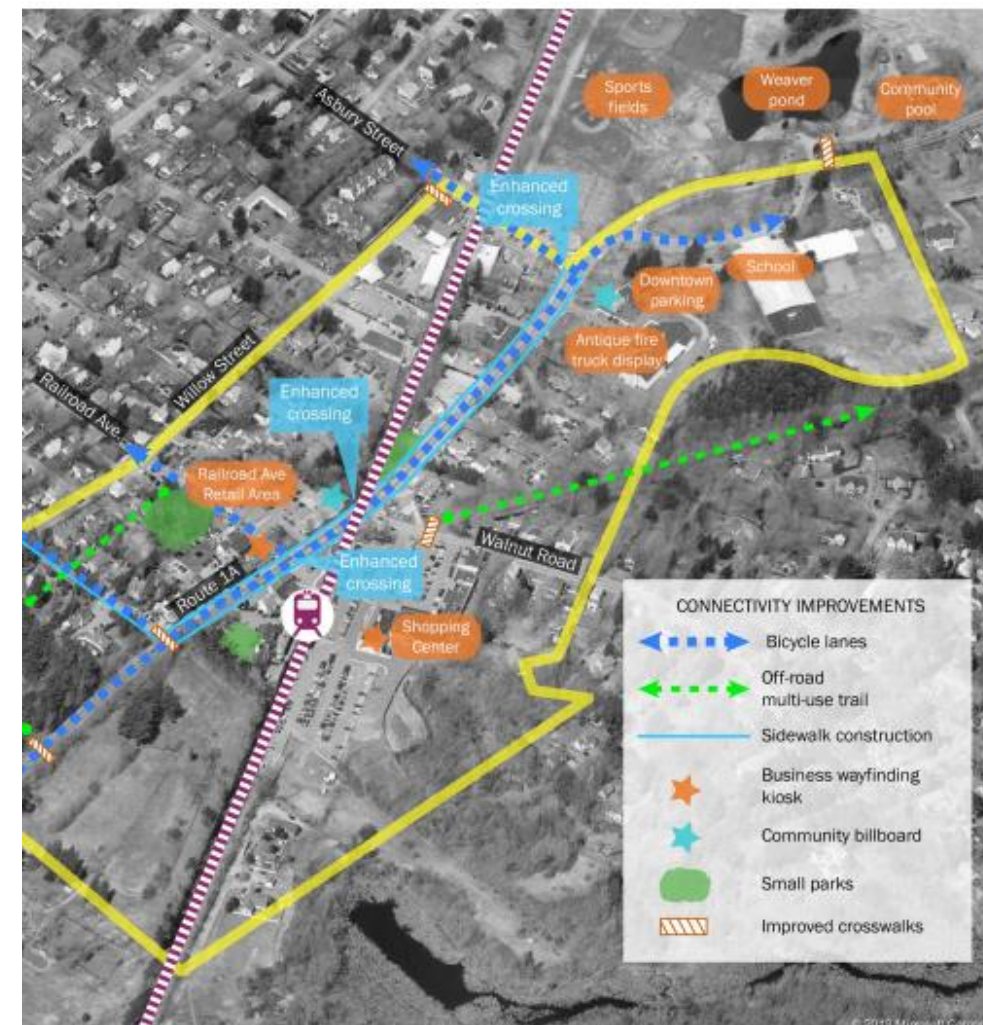 Asbury Street
Sports
fields
Weaver
pond
Community
pool
Enhanced
crossing
Downtown
parking
School
Antique fire
truck display
Willow Street
Railroad Ave.
Enhanced
crossing
Railroad Ave
Retail Area
Route 1A
Enhanced
crossing
Walnut Road
Shopping
Center
CONNECTIVITY IMPROVEMENTS
Bicycle lanes
Off-road
multi-use trail
Sidewalk construction
Business wayfinding
kiosk
Community billboard
Small parks
Improved crosswalks
Microsoft